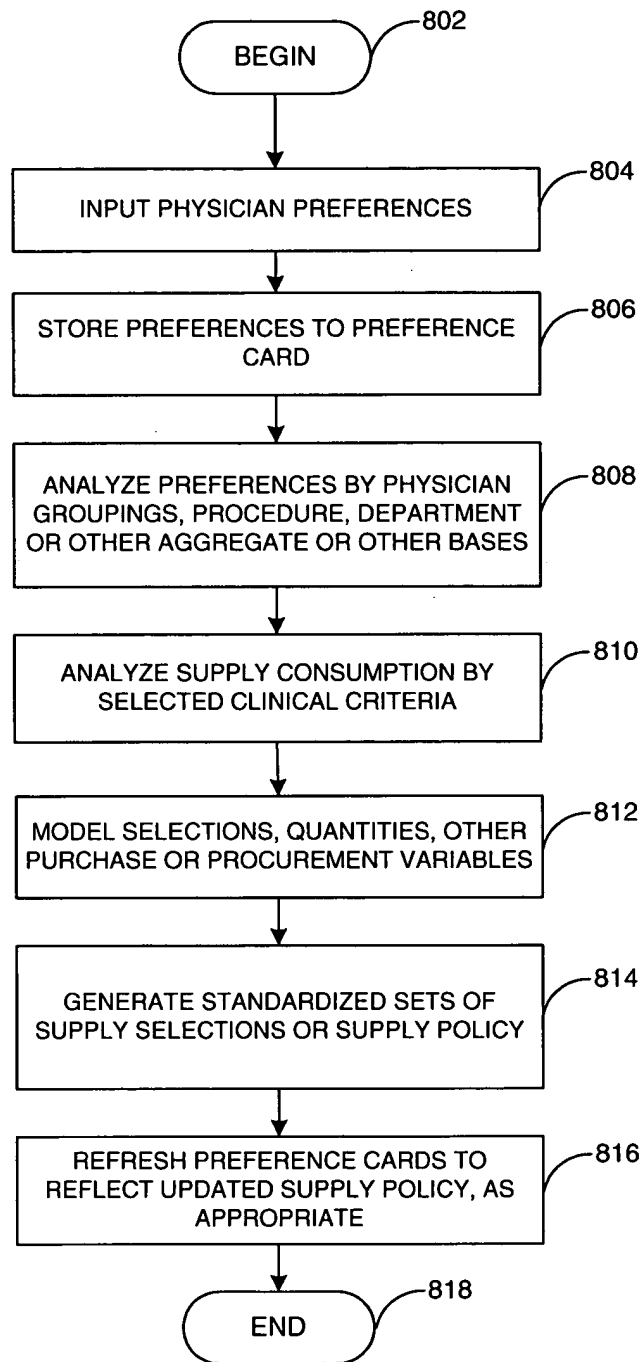 802
BEGIN
804
INPUT PHYSICIAN PREFERENCES
806
STORE PREFERENCES TO PREFERENCE
CARD
808
ANALYZE PREFERENCES BY PHYSICIAN
GROUPINGS, PROCEDURE, DEPARTMENT
OR OTHER AGGREGATE OR OTHER BASES
810
ANALYZE SUPPLY CONSUMPTION BY
SELECTED CLINICAL CRITERIA
812
MODEL SELECTIONS, QUANTITIES, OTHER
PURCHASE OR PROCUREMENT VARIABLES
814
GENERATE STANDARDIZED SETS OF
SUPPLY SELECTIONS OR SUPPLY POLICY
816
REFRESH PREFERENCE CARDS TO
REFLECT UPDATED SUPPLY POLICY, AS
APPROPRIATE
818
END